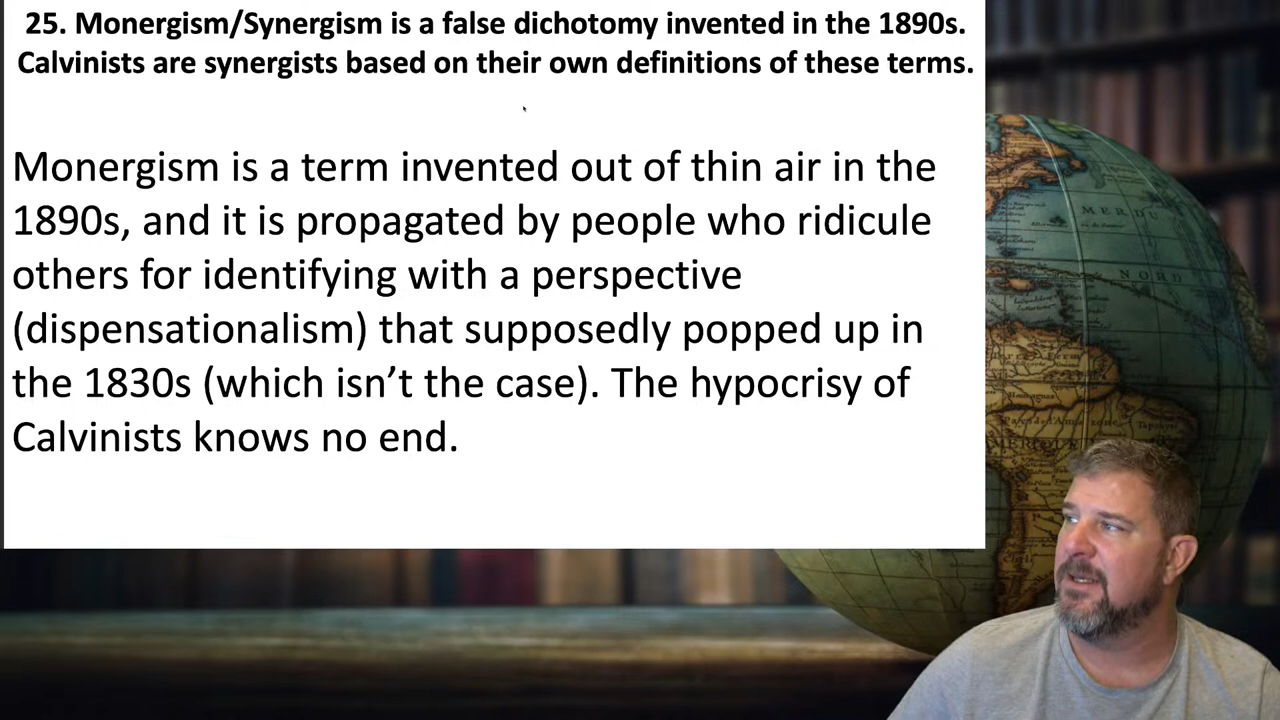 25. Monergism/Synergism is a false dichotomy invented in the 1890s.
Calvinists are synergists based on their own definitions of these terms.
Monergism is a term invented out of thin air in the
1890s, and it is propagated by people who ridicule
others for identifying with a perspective
(dispensationalism) that supposedly popped up in
the 1830s (which isn’t the case). The hypocrisy of
Calvinists knows no end.
MER DU
NORD